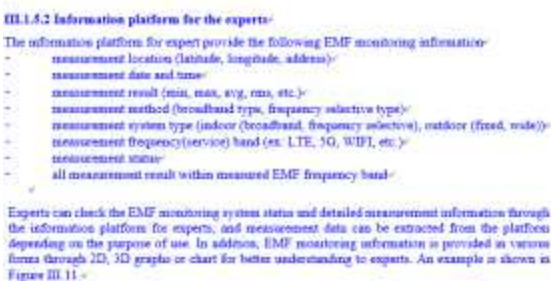 III.1.5.2 Information platform for the experts
The information platform for expert provide the following EMF monitoring information
- measurement location (latitude, longitude, address)
- measurement date and time
- measurement result (min, max, avg, rms, etc.)
- measurement method (broadband type, frequency selective type)
- measurement system type (indoor (broadband, frequency selective), outdoor (fixed, wide))
- measurement frequency(service) band (ex: LTE, 5G, WIFI, etc.)
- measurement status
- all measurement result within measured EMF frequency band
Experts can check the EMF monitoring system status and detailed measurement information through
the information platform for experts, and measurement data can be extracted from the platform
depending on the purpose of use. In addition, EMF monitoring information is provided in various
forms through 2D, 3D graphs or chart for better understanding to experts. An example is shown in
Figure III.11